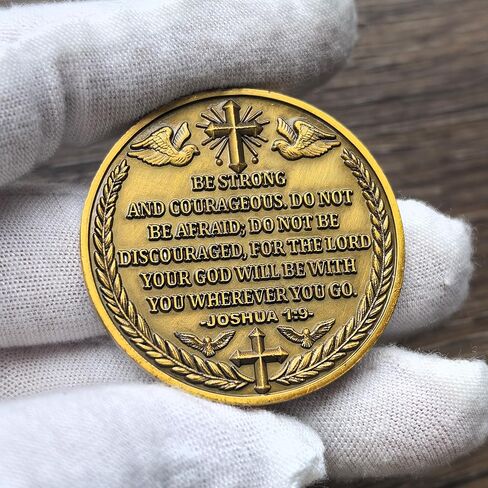 BE STRONG
AND COURAGEOUS. DO NOT
BE AFRAID; DO NOT BE
DISCOURAGED, FOR THE LORD
YOUR GOD WILL BE WITH
YOU WHEREVER YOU GO.
-JOSHUA 1:9-